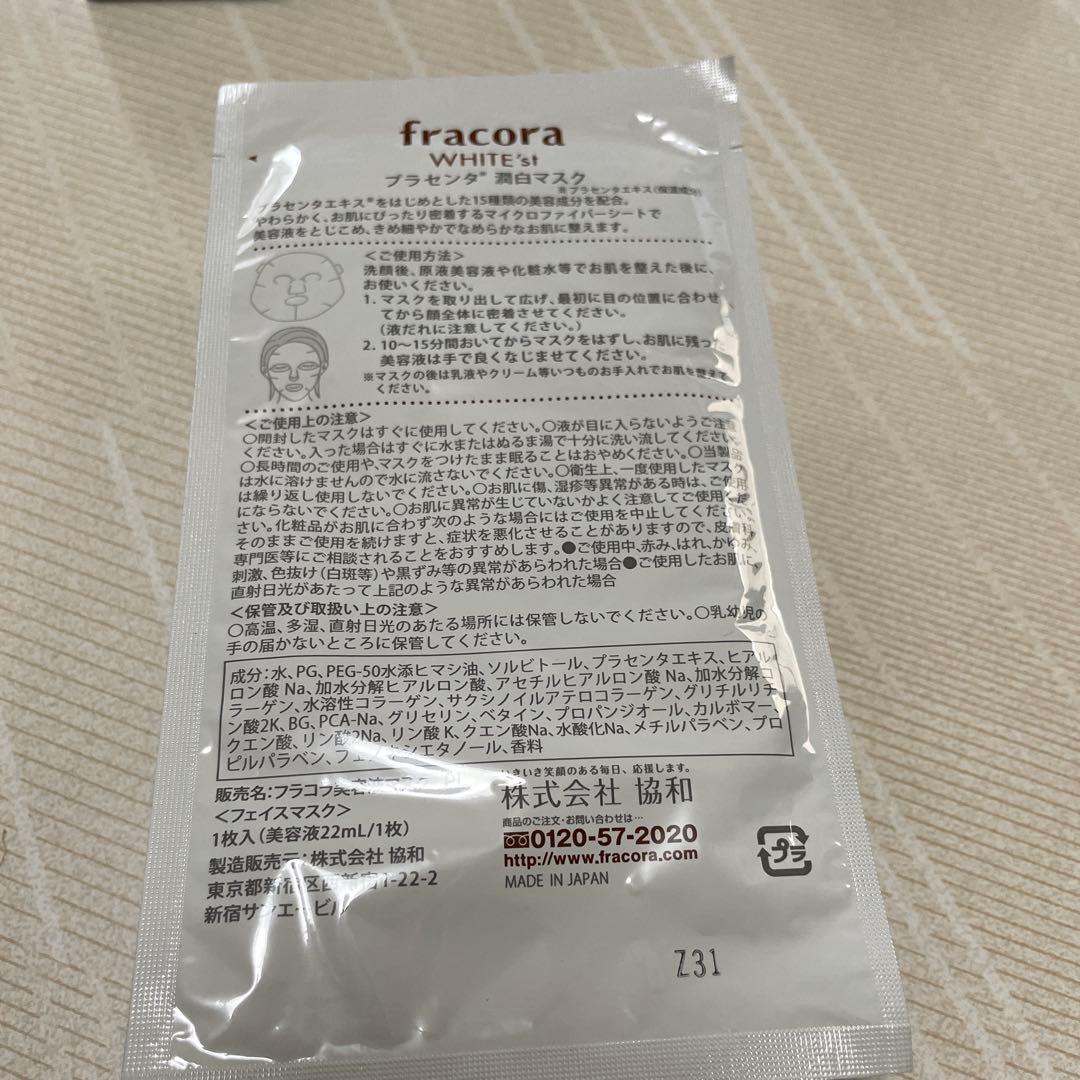 fracora
WHITE'st
プラセンタ※ 潤白マスク
※プラセンタエキス(保湿成分)
プラセンタエキス※をはじめとした15種類の美容成分を配合。
やわらかく、お肌にぴったり密着するマイクロファイバーシートで
美容液をとじこめ、きめ細やかでなめらかなお肌に整えます。
<ご使用方法>
洗顔後、原液美容液や化粧水等でお肌を整えた後に、
お使いください。
1. マスクを取り出して広げ、最初に目の位置に合わせ
てから顔全体に密着させてください。
(液だれに注意してください。)
2. 10〜15分間おいてからマスクをはずし、お肌に残った
美容液は手で良くなじませてください。
※マスクの後は乳液やクリーム等いつものお手入れでお肌を整えて
ください。
<ご使用上の注意>
○開封したマスクはすぐに使用してください。○液が目に入らないようご注意
ください。入った場合はすぐに水またはぬるま湯で十分に洗い流してください。
○長時間のご使用や、マスクをつけたまま眠ることはおやめください。○当製品
は水に溶けませんので水に流さないでください。○衛生上、一度使用したマスク
は繰り返し使用しないでください。○お肌に傷、湿疹等異常がある時は、ご使用
にならないでください。○お肌に異常が生じていないかよく注意してご使用くだ
さい。化粧品がお肌に合わず次のような場合にはご使用を中止してください。
そのままご使用を続けますと、症状を悪化させることがありますので、皮膚科
専門医等にご相談されることをおすすめします。●ご使用中、赤み、はれ、かゆみ、
刺激、色抜け(白斑等)や黒ずみ等の異常があらわれた場合●ご使用したお肌に、
直射日光があたって上記のような異常があらわれた場合
<保管及び取扱い上の注意>
○高温、多湿、直射日光のあたる場所には保管しないでください。○乳幼児の
手の届かないところに保管してください。
成分:水、PG、PEG-50水添ヒマシ油、ソルビトール、プラセンタエキス、ヒアル
ロン酸 Na、加水分解ヒアルロン酸、アセチルヒアルロン酸 Na、加水分解コ
ラーゲン、水溶性コラーゲン、サクシノイルアテロコラーゲン、グリチルリチ
ン酸2K、BG、PCA-Na、グリセリン、ベタイン、プロパンジオール、カルボマー、
クエン酸、リン酸2Na、リン酸 K、クエン酸Na、水酸化Na、メチルパラベン、プロ
ピルパラベン、フェノキシエタノール、香料
販売名:フラコラ美容液マスク
<フェイスマスク>
1枚入(美容液22mL/1枚)
製造販売元:株式会社 協和
東京都新宿区西新宿1-22-2
新宿サンエービル
いきいき笑顔のある毎日、応援します。
株式会社 協和
商品のご注文・お問い合わせは…
0120-57-2020
http://www.fracora.com
MADE IN JAPAN
プラ
Z31